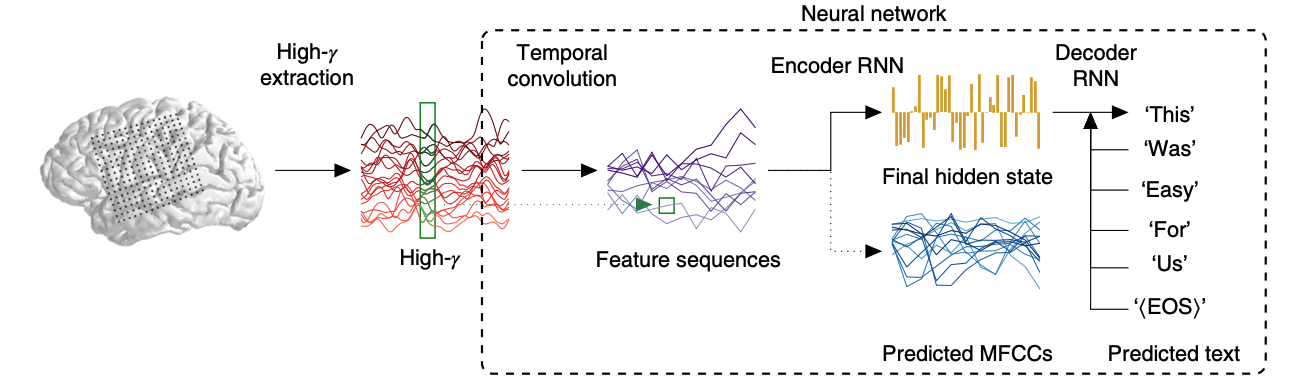 Neural network
High-γ
extraction
Temporal
convolution
Encoder RNN
Decoder
RNN
High-γ
Feature sequences
Final hidden state
Predicted MFCCs
‘This’
‘Was’
‘Easy’
‘For’
‘Us’
‘⟨EOS⟩’
Predicted text